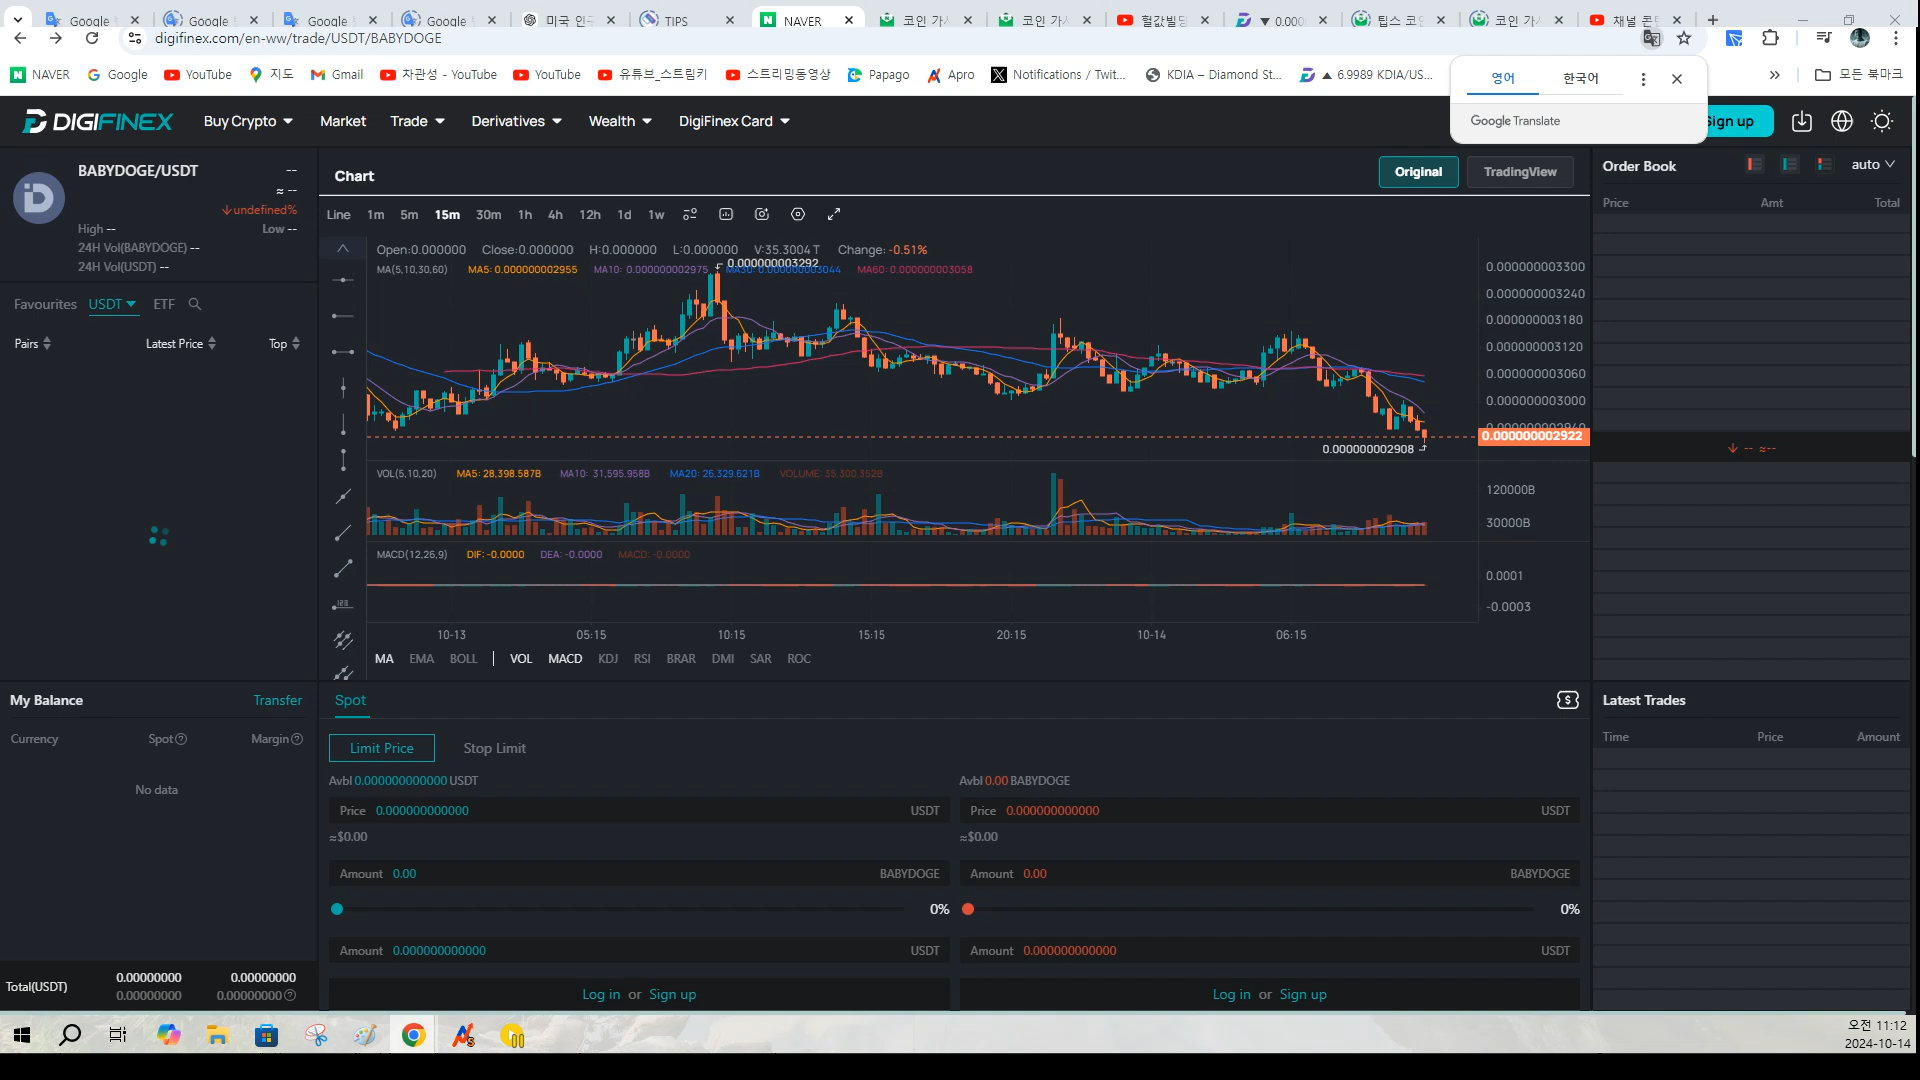 Google
Google
Google
Google
미국 인구
TIPS
NAVER
코인 가사
코인 가사
헐값빌딩
▼ 0.000
팁스 코인
코인 가사
채널 콘텐
digifinex.com/en-ww/trade/USDT/BABYDOGE
NAVER
Google
YouTube
지도
Gmail
차관성 - YouTube
YouTube
유튜브_스트림키
스트리밍동영상
Papago
Apro
Notifications / Twit...
KDIA – Diamond St...
▲ 6.9989 KDIA/US...
»
모든 북마크
영어
한국어
Google Translate
DIGIFINEX
Buy Crypto
Market
Trade
Derivatives
Wealth
DigiFinex Card
Sign up
BABYDOGE/USDT
--
≈ --
↓undefined%
High --
Low --
24H Vol(BABYDOGE) --
24H Vol(USDT) --
Favourites
USDT
ETF
Pairs
Latest Price
Top
Chart
Original
TradingView
Line
1m
5m
15m
30m
1h
4h
12h
1d
1w
Open:0.000000
Close:0.000000
H:0.000000
L:0.000000
V:35.3004 T
Change: -0.51%
MA(5,10,30,60)
MA5: 0.000000002955
MA10: 0.000000002975
MA30: 0.000000003044
MA60: 0.000000003058
0.000000003292
0.000000003300
0.000000003240
0.000000003180
0.000000003120
0.000000003060
0.000000003000
0.000000002940
0.000000002922
0.000000002908
VOL(5,10,20)
MA5: 28,398.587B
MA10: 31,595.958B
MA20: 26,329.621B
VOLUME: 35,300.352B
120000B
30000B
MACD(12,26,9)
DIF: -0.0000
DEA: -0.0000
MACD: -0.0000
0.0001
-0.0003
10-13
05:15
10:15
15:15
20:15
10-14
06:15
MA
EMA
BOLL
VOL
MACD
KDJ
RSI
BRAR
DMI
SAR
ROC
Order Book
auto
Price
Amt
Total
↓ -- ≈--
My Balance
Transfer
Currency
Spot
Margin
No data
Total(USDT)
0.00000000
0.00000000
0.00000000
0.00000000
Spot
Limit Price
Stop Limit
Avbl 0.000000000000 USDT
Price 0.000000000000 USDT
≈$0.00
Amount 0.00 BABYDOGE
0%
Amount 0.000000000000 USDT
Log in or Sign up
Avbl 0.00 BABYDOGE
Price 0.000000000000 USDT
≈$0.00
Amount 0.00 BABYDOGE
0%
Amount 0.000000000000 USDT
Log in or Sign up
Latest Trades
Time
Price
Amount
오전 11:12
2024-10-14